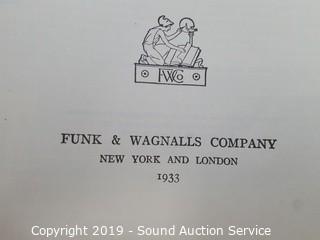 FWCo
FUNK & WAGNALLS COMPANY
NEW YORK AND LONDON
1933
Copyright 2019 - Sound Auction Service